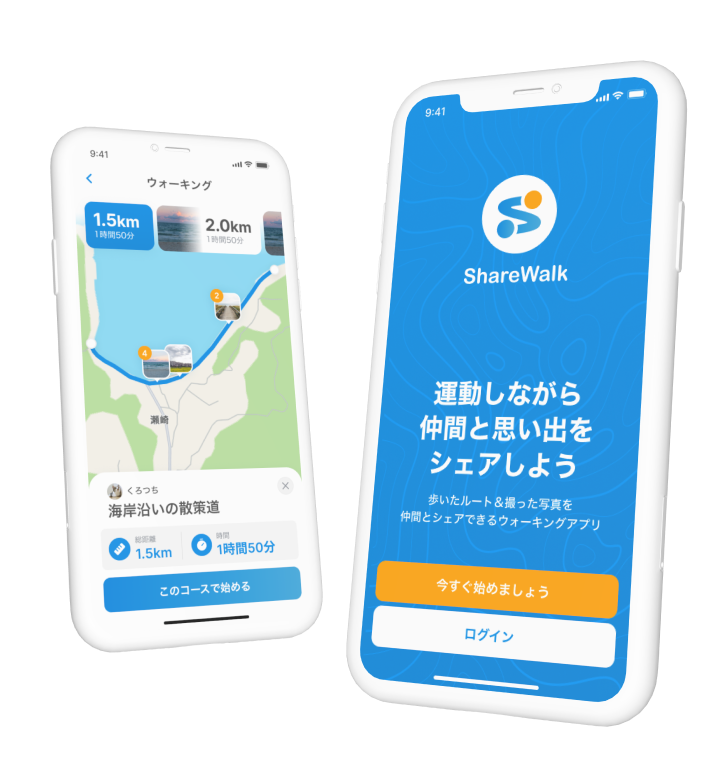 9:41
ウォーキング
1.5km
1時間50分
2.0km
1時間50分
2
4
瀬崎
くろつち
海岸沿いの散策道
総距離
1.5km
時間
1時間50分
このコースで始める
9:41
ShareWalk
運動しながら
仲間と思い出を
シェアしよう
歩いたルート＆撮った写真を
仲間とシェアできるウォーキングアプリ
今すぐ始めましょう
ログイン